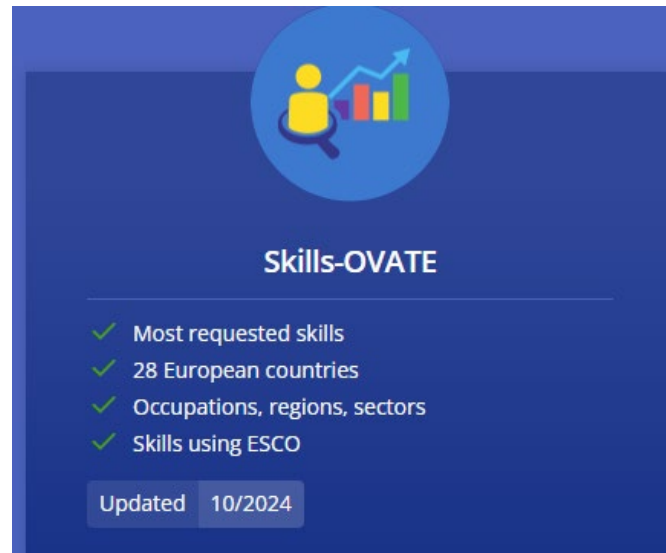 Skills-OVATE
Most requested skills
28 European countries
Occupations, regions, sectors
Skills using ESCO
Updated 10/2024